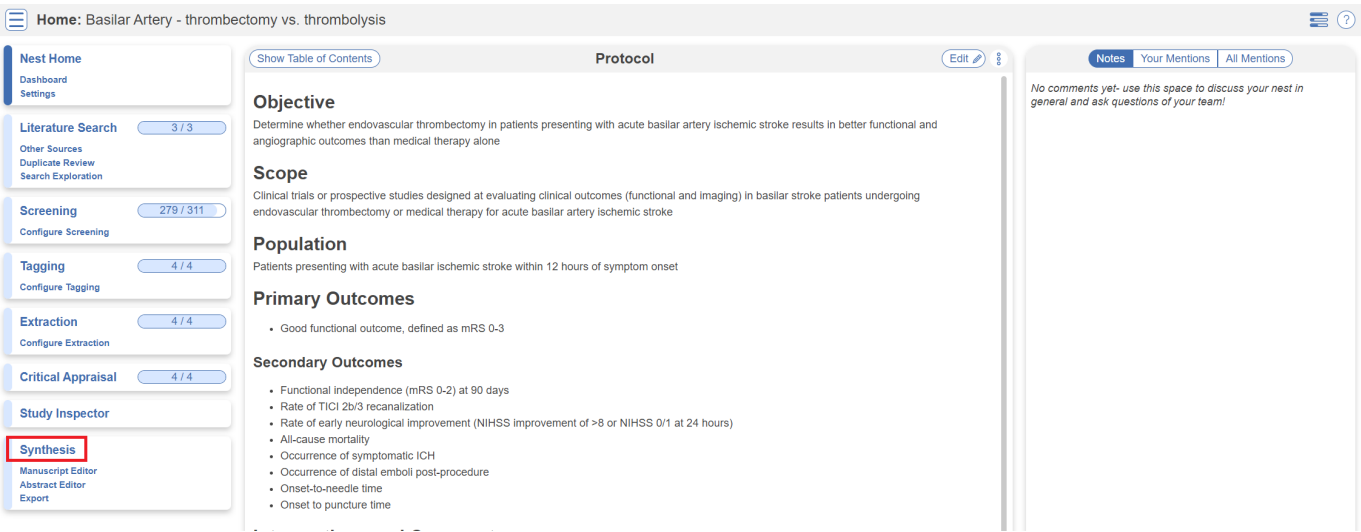 Home: Basilar Artery - thrombectomy vs. thrombolysis
?
Nest Home
Dashboard
Settings
Literature Search 3 / 3
Other Sources
Duplicate Review
Search Exploration
Screening 279 / 311
Configure Screening
Tagging 4 / 4
Configure Tagging
Extraction 4 / 4
Configure Extraction
Critical Appraisal 4 / 4
Study Inspector
Synthesis
Manuscript Editor
Abstract Editor
Export
Show Table of Contents Protocol Edit
Objective
Determine whether endovascular thrombectomy in patients presenting with acute basilar artery ischemic stroke results in better functional and
angiographic outcomes than medical therapy alone
Scope
Clinical trials or prospective studies designed at evaluating clinical outcomes (functional and imaging) in basilar stroke patients undergoing
endovascular thrombectomy or medical therapy for acute basilar artery ischemic stroke
Population
Patients presenting with acute basilar ischemic stroke within 12 hours of symptom onset
Primary Outcomes
• Good functional outcome, defined as mRS 0-3
Secondary Outcomes
• Functional independence (mRS 0-2) at 90 days
• Rate of TICI 2b/3 recanalization
• Rate of early neurological improvement (NIHSS improvement of >8 or NIHSS 0/1 at 24 hours)
• All-cause mortality
• Occurrence of symptomatic ICH
• Occurrence of distal emboli post-procedure
• Onset-to-needle time
• Onset to puncture time
Notes Your Mentions All Mentions
No comments yet- use this space to discuss your nest in
general and ask questions of your team!